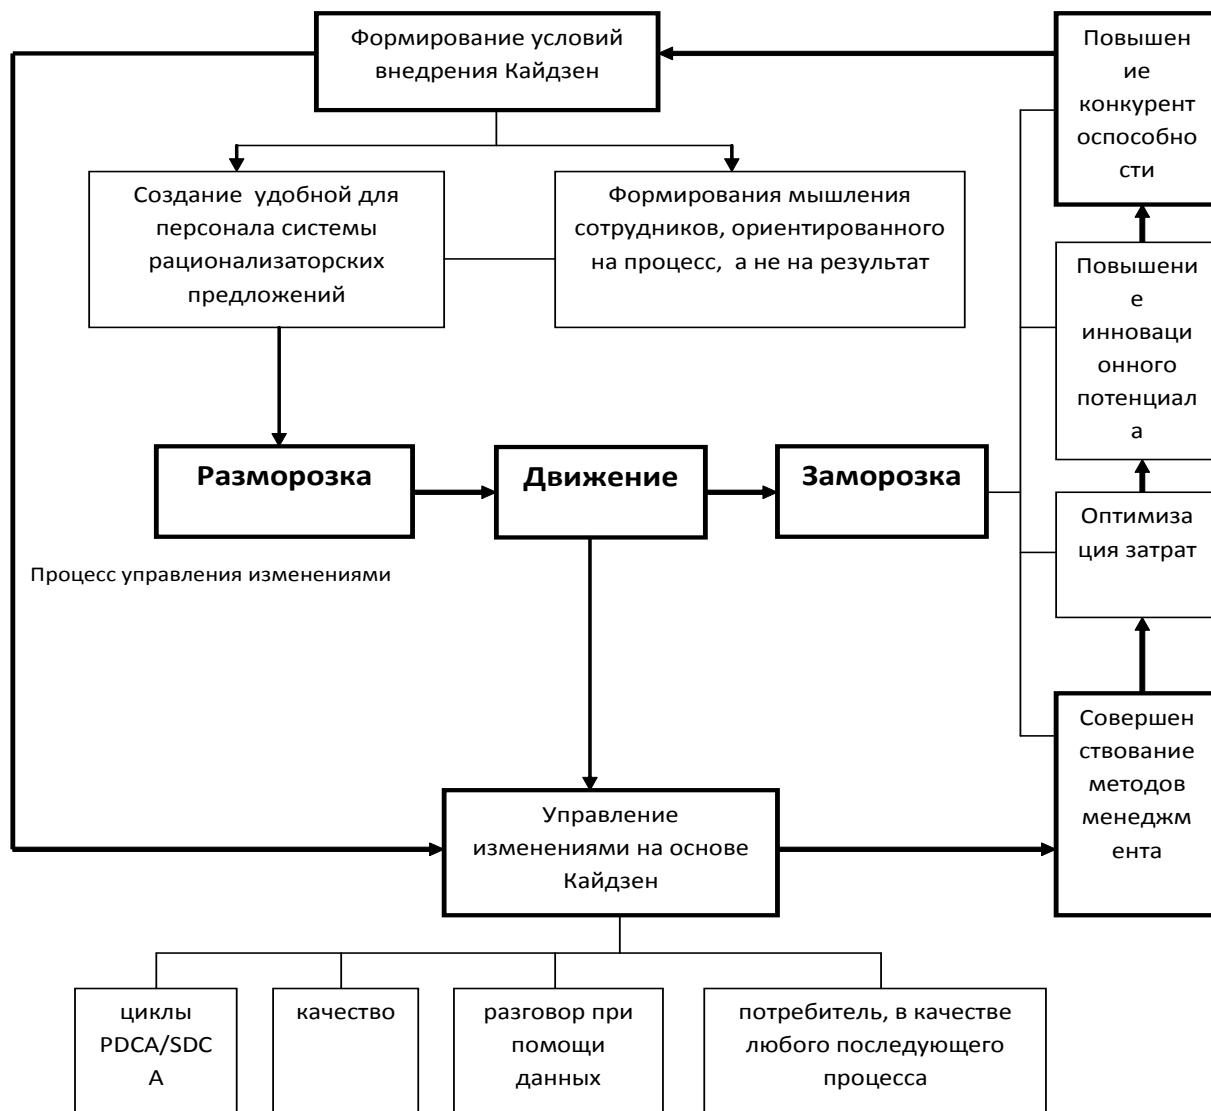 Формирование условий
внедрения Кайдзен
Повышен
ие
конкурент
оспособно
сти
Создание удобной для
персонала системы
рационализаторских
предложений
Формирования мышления
сотрудников, ориентированного
на процесс, а не на результат
Повышени
е
инноваци
онного
потенциал
а
Разморозка
Движение
Заморозка
Оптимиза
ция затрат
Процесс управления изменениями
Совершен
ствование
методов
менеджм
ента
Управление
изменениями на основе
Кайдзен
циклы
PDCA/SDC
A
качество
разговор при
помощи
данных
потребитель, в качестве
любого последующего
процесса